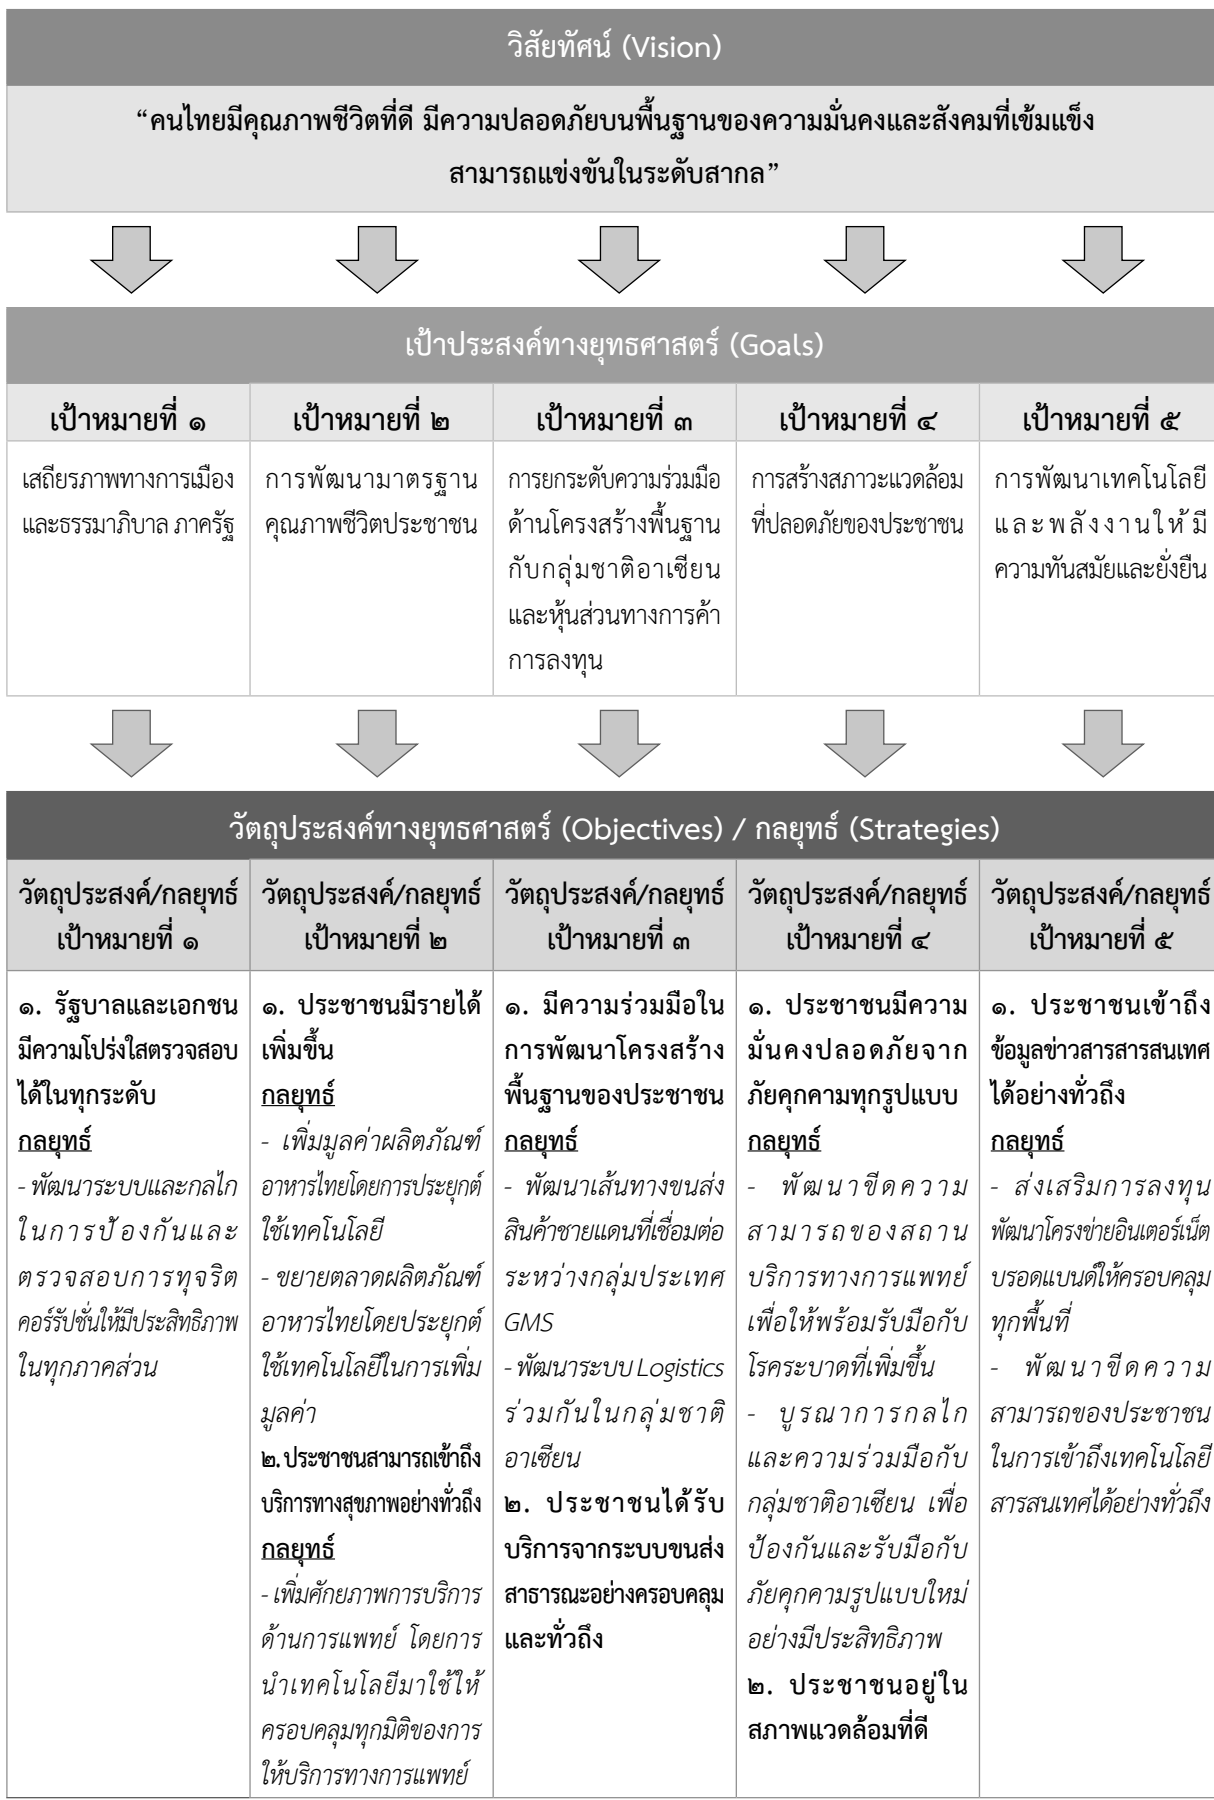 วิสัยทัศน์ (Vision)
“คนไทยมีคุณภาพชีวิตที่ดี มีความปลอดภัยบนพื้นฐานของความมั่นคงและสังคมที่เข้มแข็ง
สามารถแข่งขันในระดับสากล”
เป้าประสงค์ทางยุทธศาสตร์ (Goals)
เป้าหมายที่ ๑
เสถียรภาพทางการเมือง
และธรรมาภิบาล ภาครัฐ
เป้าหมายที่ ๒
การพัฒนามาตรฐาน
คุณภาพชีวิตประชาชน
เป้าหมายที่ ๓
การยกระดับความร่วมมือ
ด้านโครงสร้างพื้นฐาน
กับกลุ่มชาติอาเซียน
และหุ้นส่วนทางการค้า
การลงทุน
เป้าหมายที่ ๔
การสร้างสภาวะแวดล้อม
ที่ปลอดภัยของประชาชน
เป้าหมายที่ ๕
การพัฒนาเทคโนโลยี
และพลังงานให้มี
ความทันสมัยและยั่งยืน
วัตถุประสงค์ทางยุทธศาสตร์ (Objectives) / กลยุทธ์ (Strategies)
วัตถุประสงค์/กลยุทธ์
เป้าหมายที่ ๑
๑. รัฐบาลและเอกชน
มีความโปร่งใสตรวจสอบ
ได้ในทุกระดับ
กลยุทธ์
- พัฒนาระบบและกลไก
ในการป้องกันและ
ตรวจสอบการทุจริต
คอร์รัปชั่นให้มีประสิทธิภาพ
ในทุกภาคส่วน
วัตถุประสงค์/กลยุทธ์
เป้าหมายที่ ๒
๑. ประชาชนมีรายได้
เพิ่มขึ้น
กลยุทธ์
- เพิ่มมูลค่าผลิตภัณฑ์
อาหารไทยโดยการประยุกต์
ใช้เทคโนโลยี
- ขยายตลาดผลิตภัณฑ์
อาหารไทยโดยประยุกต์
ใช้เทคโนโลยีในการเพิ่ม
มูลค่า
๒. ประชาชนสามารถเข้าถึง
บริการทางสุขภาพอย่างทั่วถึง
กลยุทธ์
- เพิ่มศักยภาพการบริการ
ด้านการแพทย์ โดยการ
นำเทคโนโลยีมาใช้ให้
ครอบคลุมทุกมิติของการ
ให้บริการทางการแพทย์
วัตถุประสงค์/กลยุทธ์
เป้าหมายที่ ๓
๑. มีความร่วมมือใน
การพัฒนาโครงสร้าง
พื้นฐานของประชาชน
กลยุทธ์
- พัฒนาเส้นทางขนส่ง
สินค้าชายแดนที่เชื่อมต่อ
ระหว่างกลุ่มประเทศ
GMS
- พัฒนาระบบ Logistics
ร่วมกันในกลุ่มชาติ
อาเซียน
๒. ประชาชนได้รับ
บริการจากระบบขนส่ง
สาธารณะอย่างครอบคลุม
และทั่วถึง
วัตถุประสงค์/กลยุทธ์
เป้าหมายที่ ๔
๑. ประชาชนมีความ
มั่นคงปลอดภัยจาก
ภัยคุกคามทุกรูปแบบ
กลยุทธ์
- พัฒนาขีดความ
สามารถของสถาน
บริการทางการแพทย์
เพื่อให้พร้อมรับมือกับ
โรคระบาดที่เพิ่มขึ้น
- บูรณาการกลไก
และความร่วมมือกับ
กลุ่มชาติอาเซียน เพื่อ
ป้องกันและรับมือกับ
ภัยคุกคามรูปแบบใหม่
อย่างมีประสิทธิภาพ
๒. ประชาชนอยู่ใน
สภาพแวดล้อมที่ดี
วัตถุประสงค์/กลยุทธ์
เป้าหมายที่ ๕
๑. ประชาชนเข้าถึง
ข้อมูลข่าวสารสารสนเทศ
ได้อย่างทั่วถึง
กลยุทธ์
- ส่งเสริมการลงทุน
พัฒนาโครงข่ายอินเตอร์เน็ต
บรอดแบนด์ให้ครอบคลุม
ทุกพื้นที่
- พัฒนาขีดความ
สามารถของประชาชน
ในการเข้าถึงเทคโนโลยี
สารสนเทศได้อย่างทั่วถึง